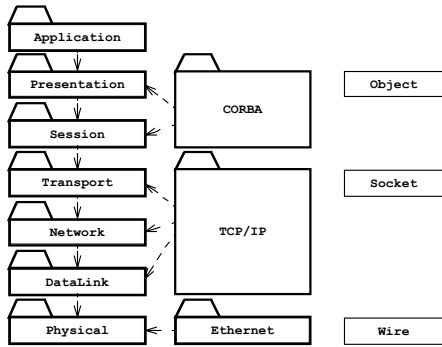 Application
Presentation
CORBA
Object
Session
Transport
TCP/IP
Socket
Network
DataLink
Physical
Ethernet
Wire